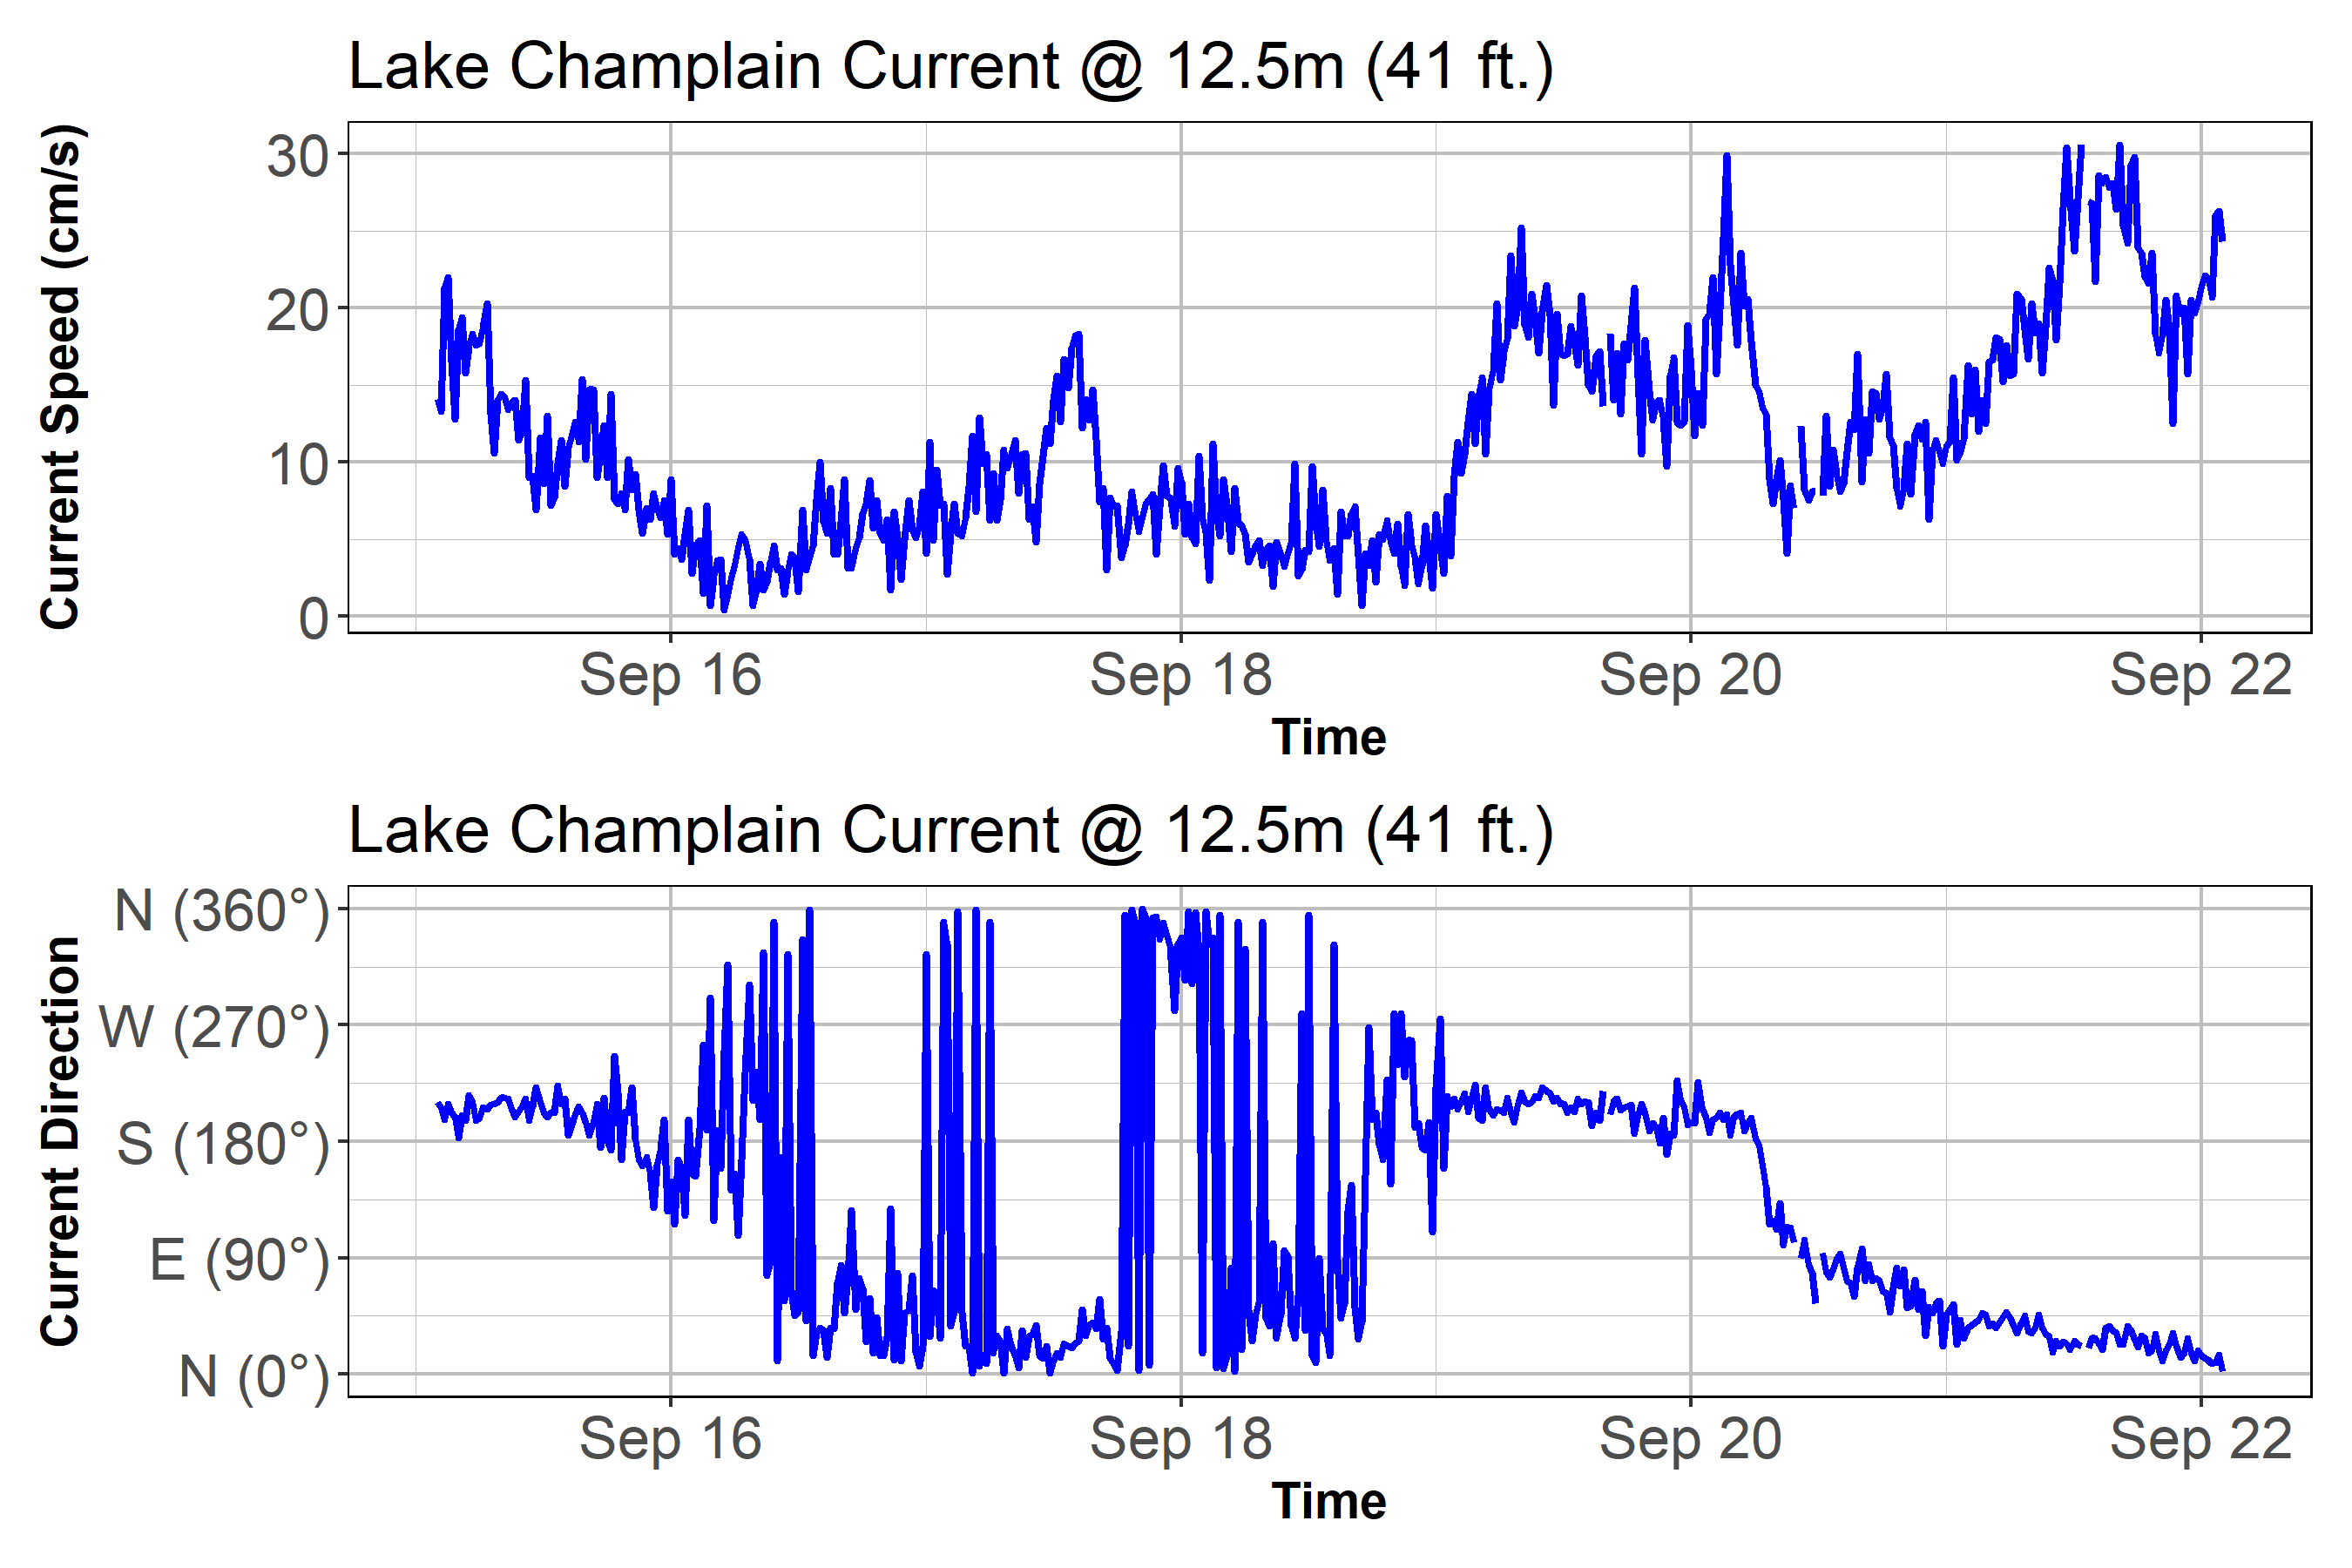 Lake Champlain Current @ 12.5m (41 ft.)
Current Speed (cm/s)
30
20
10
0
Sep 16 Sep 18 Sep 20 Sep 22
Time
Lake Champlain Current @ 12.5m (41 ft.)
Current Direction
N (360°)
W (270°)
S (180°)
E (90°)
N (0°)
Sep 16 Sep 18 Sep 20 Sep 22
Time